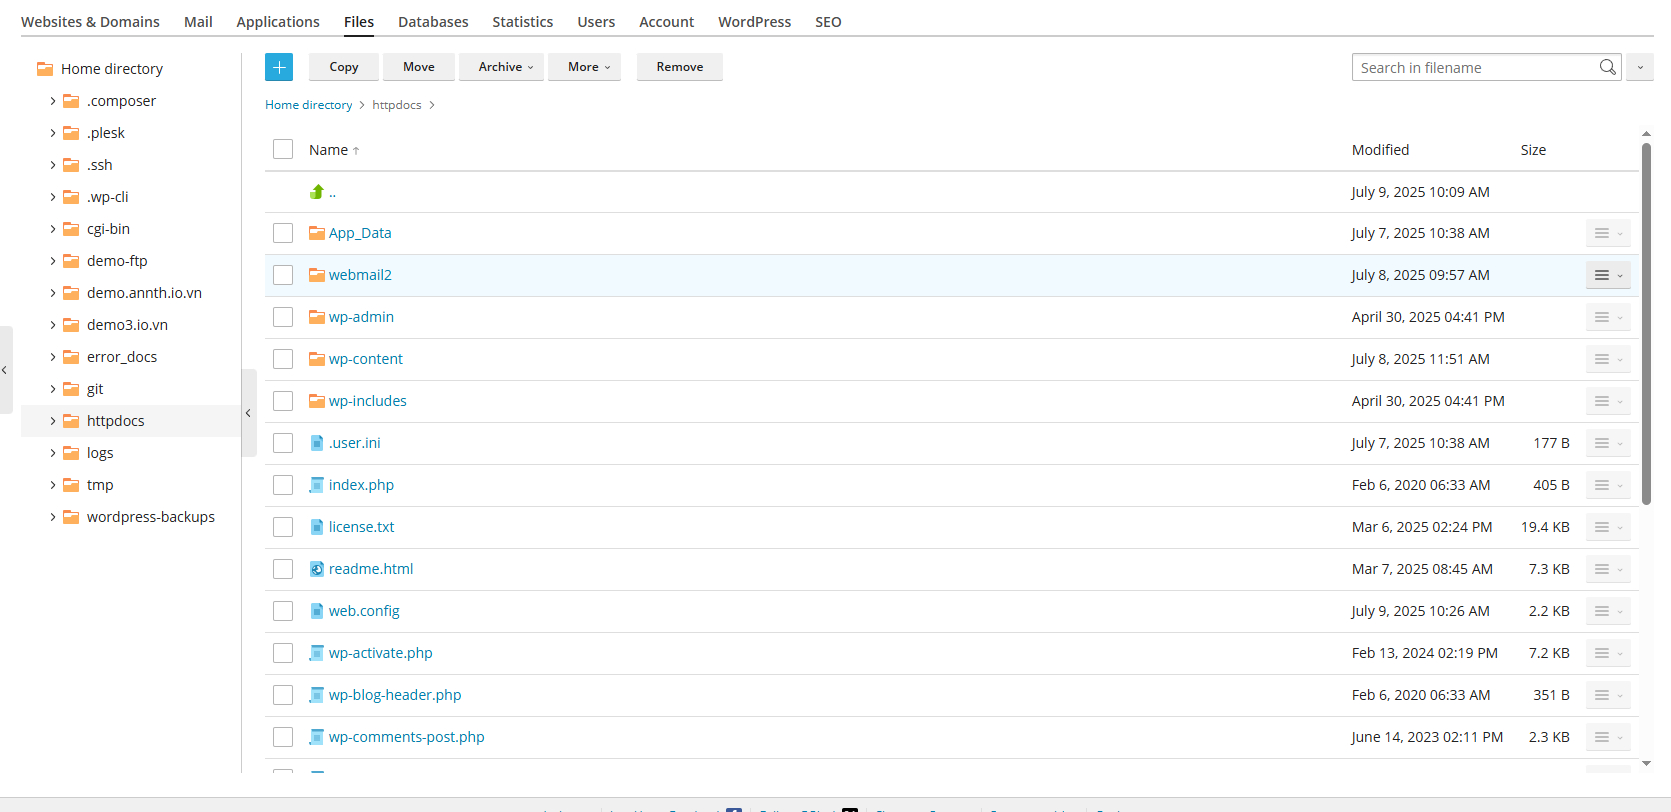 Websites & Domains Mail Applications Files Databases Statistics Users Account WordPress SEO
Home directory
.composer
.plesk
.ssh
.wp-cli
cgi-bin
demo-ftp
demo.annth.io.vn
demo3.io.vn
error_docs
git
httpdocs
logs
tmp
wordpress-backups
Copy Move Archive More Remove
Search in filename
Home directory > httpdocs >
Name ↑ Modified Size
.. July 9, 2025 10:09 AM
App_Data July 7, 2025 10:38 AM
webmail2 July 8, 2025 09:57 AM
wp-admin April 30, 2025 04:41 PM
wp-content July 8, 2025 11:51 AM
wp-includes April 30, 2025 04:41 PM
.user.ini July 7, 2025 10:38 AM 177 B
index.php Feb 6, 2020 06:33 AM 405 B
license.txt Mar 6, 2025 02:24 PM 19.4 KB
readme.html Mar 7, 2025 08:45 AM 7.3 KB
web.config July 9, 2025 10:26 AM 2.2 KB
wp-activate.php Feb 13, 2024 02:19 PM 7.2 KB
wp-blog-header.php Feb 6, 2020 06:33 AM 351 B
wp-comments-post.php June 14, 2023 02:11 PM 2.3 KB